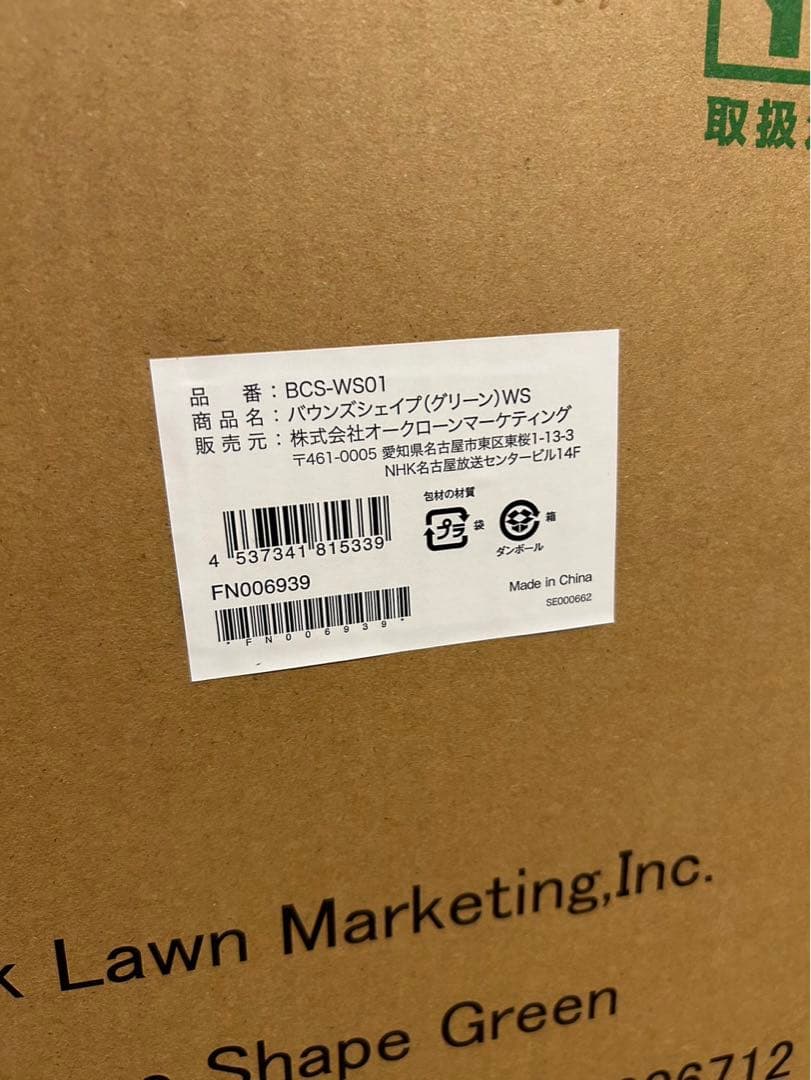 取扱
品 番：BCS-WS01
商品名：バウンズシェイプ(グリーン)WS
販売元：株式会社オークローンマーケティング
〒461-0005 愛知県名古屋市東区東桜1-13-3
NHK名古屋放送センタービル14F
包材の材質
プラ 袋 箱
ダンボール
4 537341 815339
FN006939
Made in China
SE000662
*FN006939*
k Lawn Marketing,Inc.
Shape Green
06712